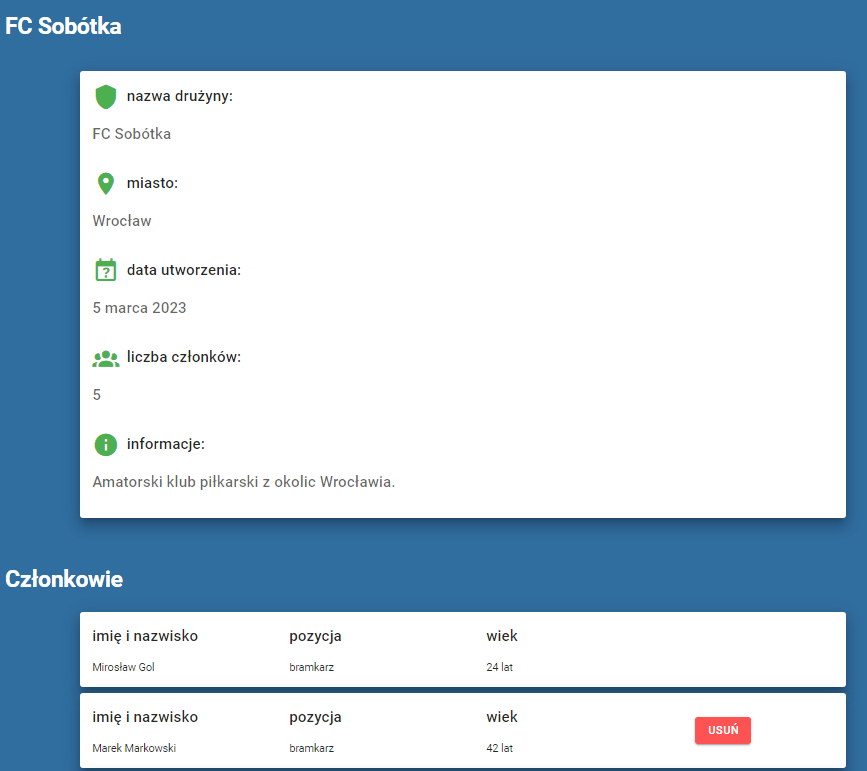 FC Sobótka
nazwa drużyny:
FC Sobótka
miasto:
Wrocław
data utworzenia:
5 marca 2023
liczba członków:
5
informacje:
Amatorski klub piłkarski z okolic Wrocławia.
Członkowie
imię i nazwisko pozycja wiek
Mirosław Gol bramkarz 24 lat
imię i nazwisko pozycja wiek
USUŃ
Marek Markowski bramkarz 42 lat